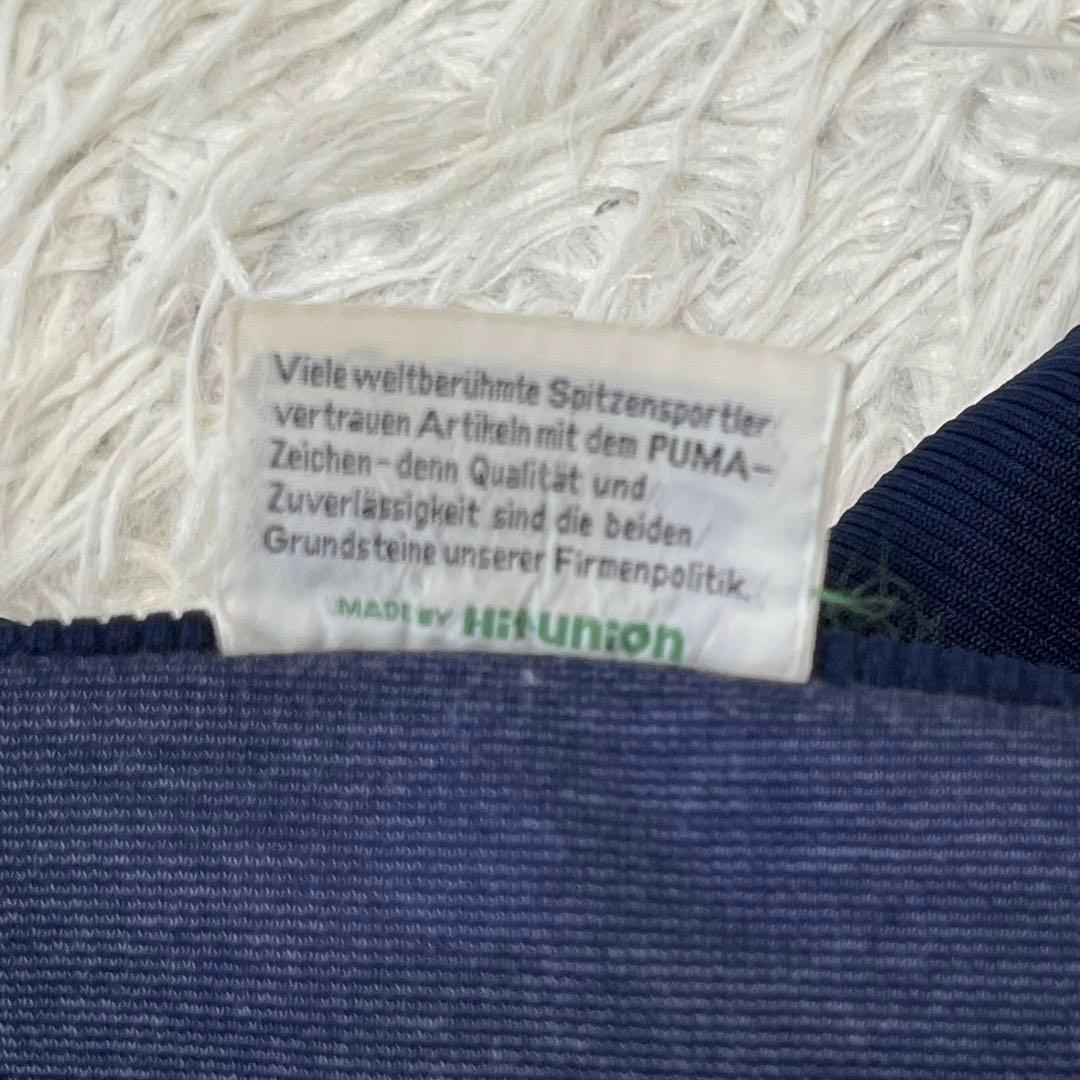 Viele weltberühmte Spitzensportler
vertrauen Artikeln mit dem PUMA-
Zeichen-denn Qualität und
Zuverlässigkeit sind die beiden
Grundsteine unserer Firmenpolitik.
MADE BY Hit-union